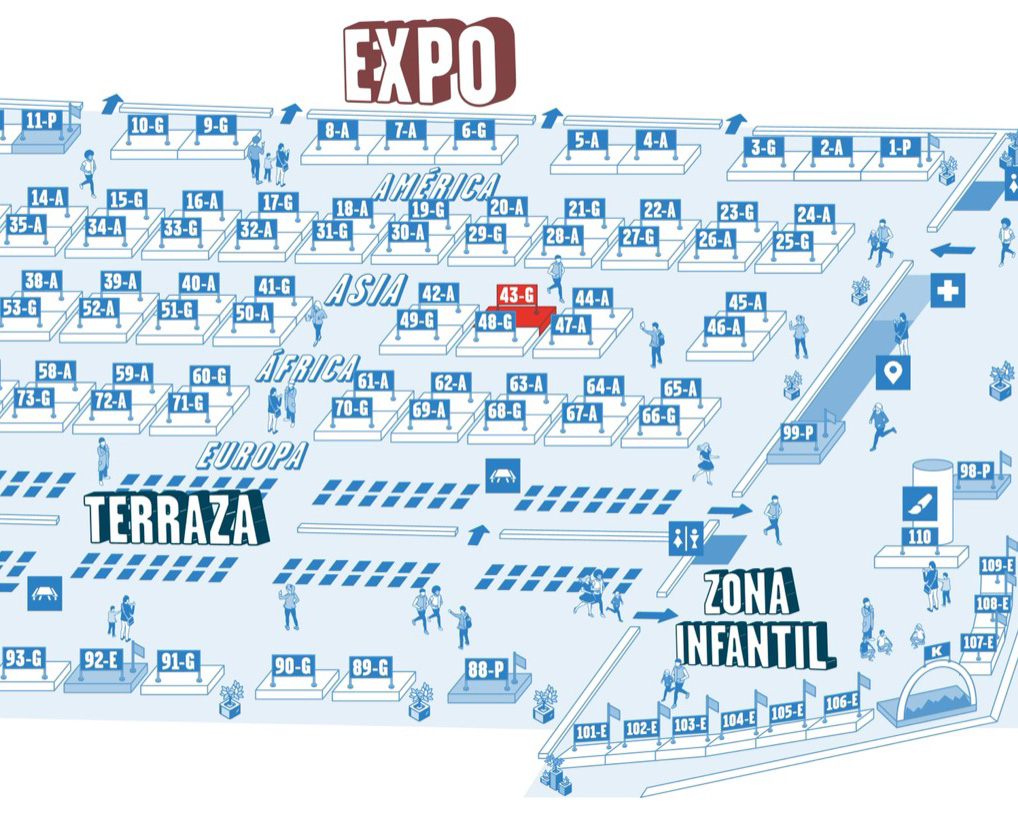 EXPO
11-P 10-G 9-G 8-A 7-A 6-G 5-A 4-A 3-G 2-A 1-P
AMÉRICA
14-A 15-G 16-A 17-G 18-A 19-G 20-A 21-G 22-A 23-G 24-A
35-A 34-A 33-G 32-A 31-G 30-A 29-G 28-A 27-G 26-A 25-G
ASIA
38-A 39-A 40-A 41-G 42-A 43-G 44-A 45-A
53-G 52-A 51-G 50-A 49-G 48-G 47-A 46-A
ÁFRICA
58-A 59-A 60-G 61-A 62-A 63-A 64-A 65-A
73-G 72-A 71-G 70-G 69-A 68-G 67-A 66-G
99-P
EUROPA
98-P
TERRAZA
110
109-E
ZONA
INFANTIL
108-E
107-E
K
93-G 92-E 91-G 90-G 89-G 88-P
101-E 102-E 103-E 104-E 105-E 106-E